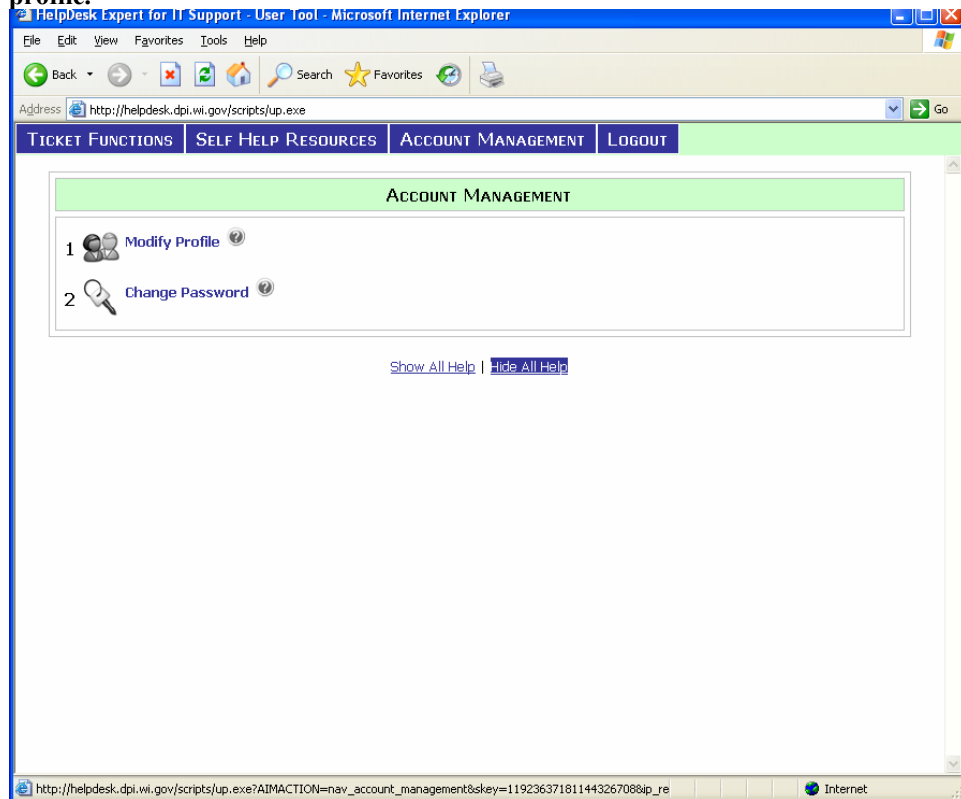 profile.
HelpDesk Expert for IT Support - User Tool - Microsoft Internet Explorer
File Edit View Favorites Tools Help
Back Search Favorites
Address http://helpdesk.dpi.wi.gov/scripts/up.exe Go
TICKET FUNCTIONS SELF HELP RESOURCES ACCOUNT MANAGEMENT LOGOUT
ACCOUNT MANAGEMENT
1 Modify Profile ?
2 Change Password ?
Show All Help | Hide All Help
http://helpdesk.dpi.wi.gov/scripts/up.exe?AIMACTION=nav_account_management&skey=11923637181144326708&ip_re Internet